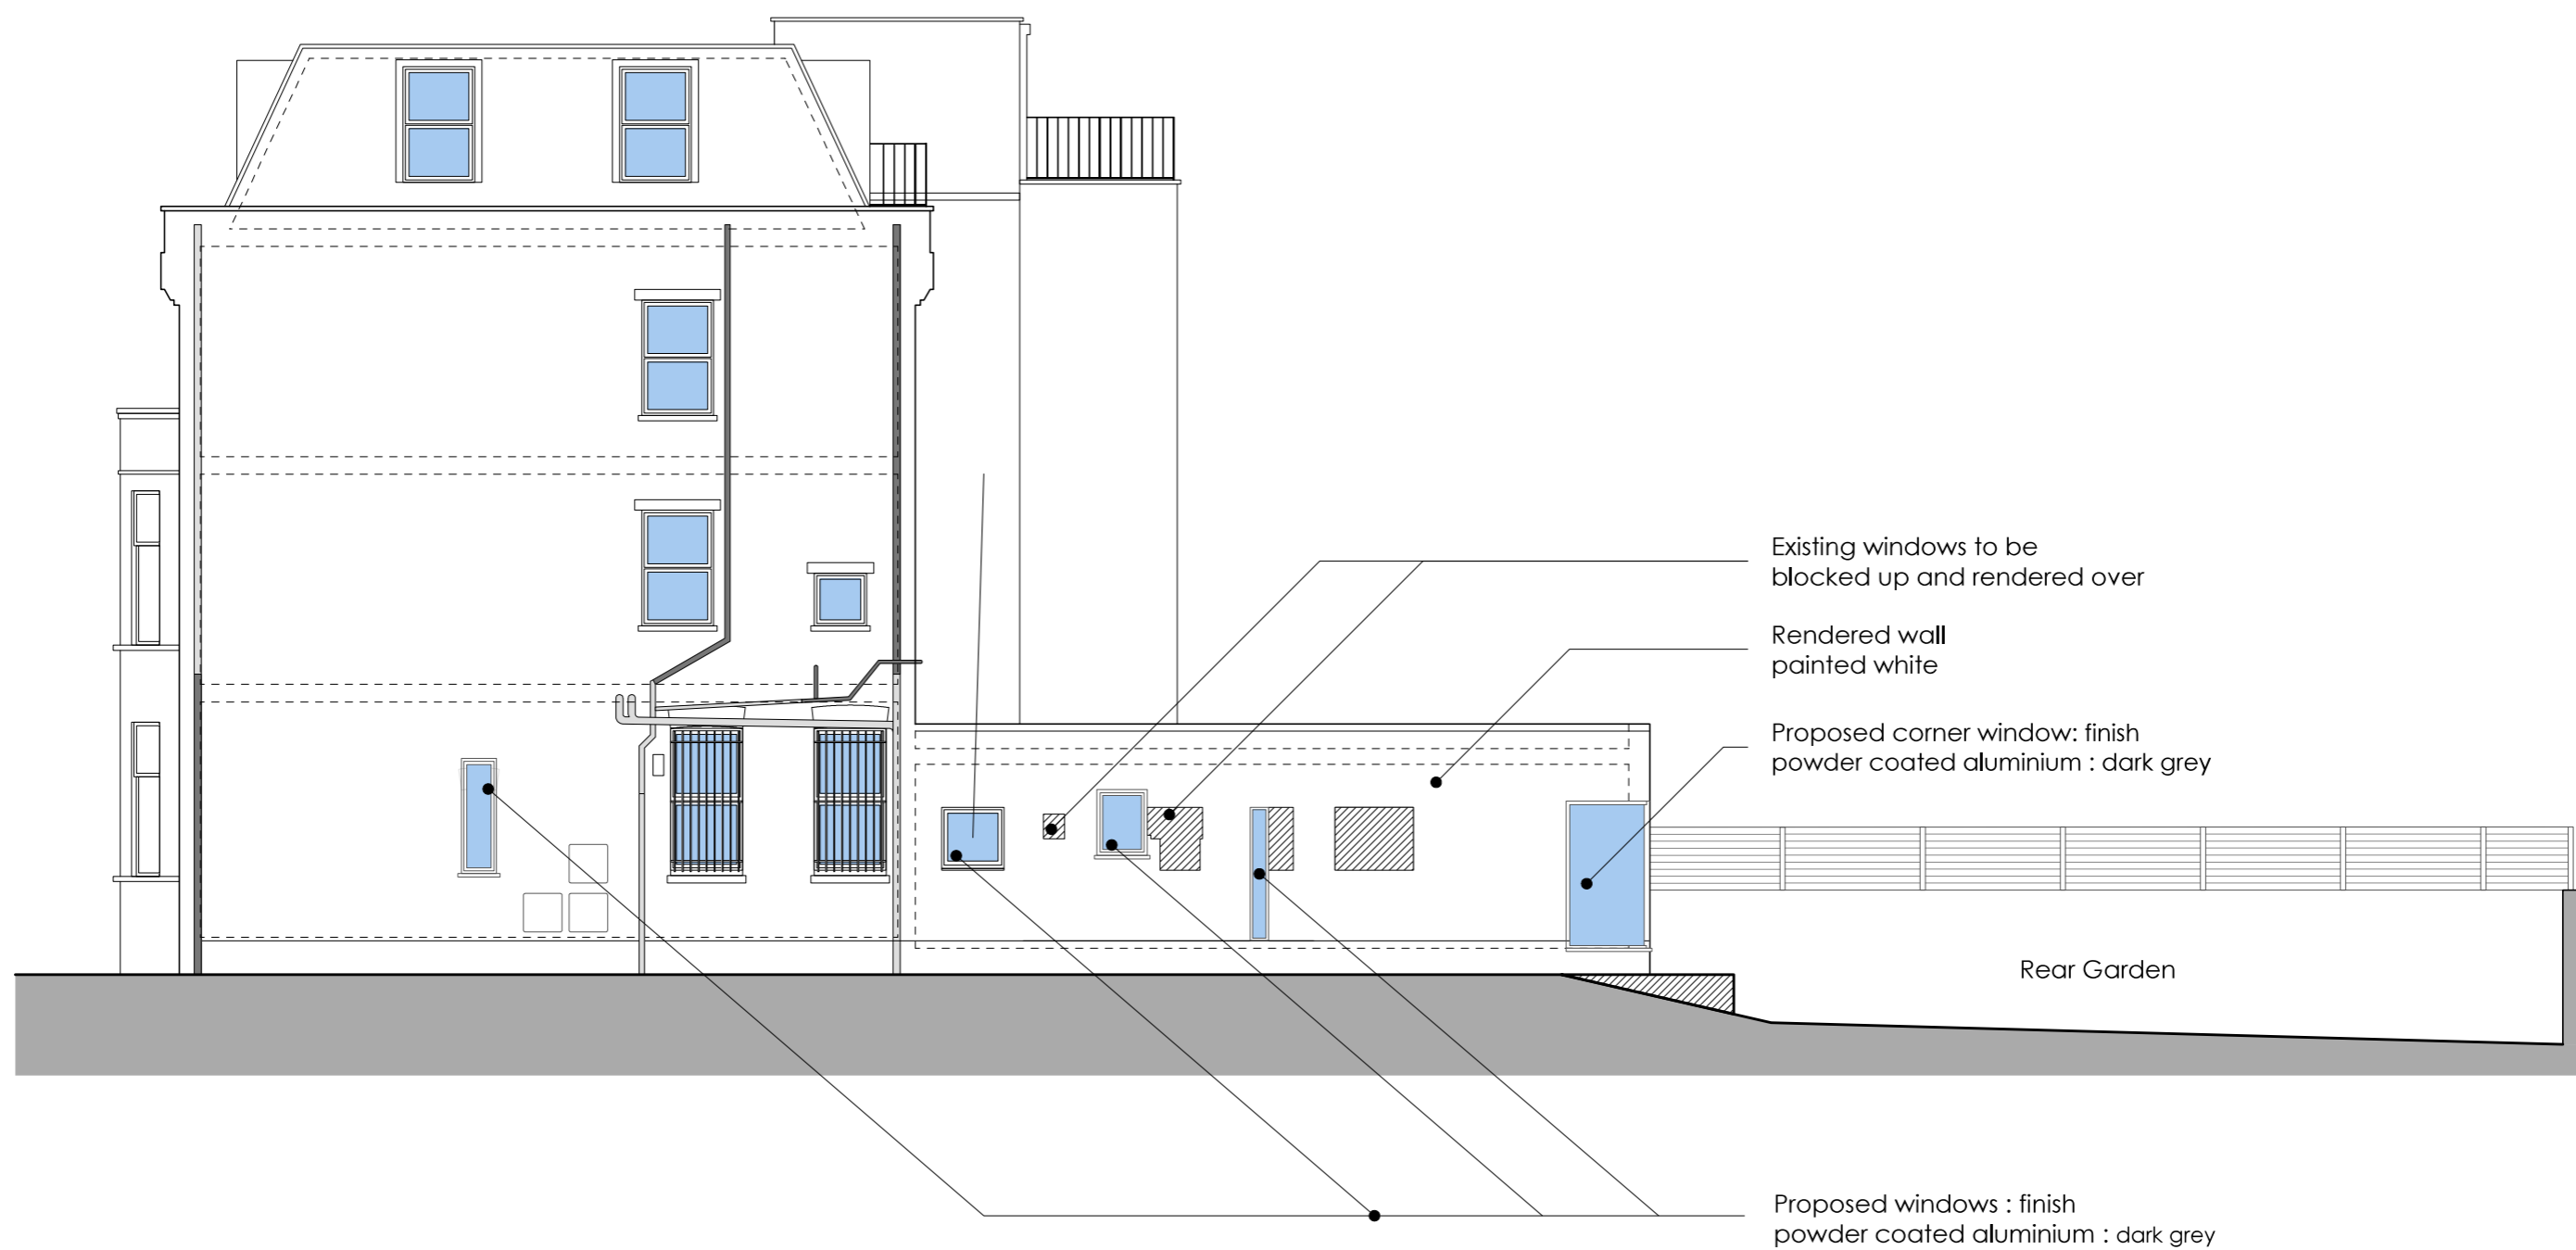 Existing windows to be
blocked up and rendered over
Rendered wall
painted white
Proposed corner window: finish
powder coated aluminium : dark grey
Rear Garden
Proposed windows : finish
powder coated aluminium : dark grey